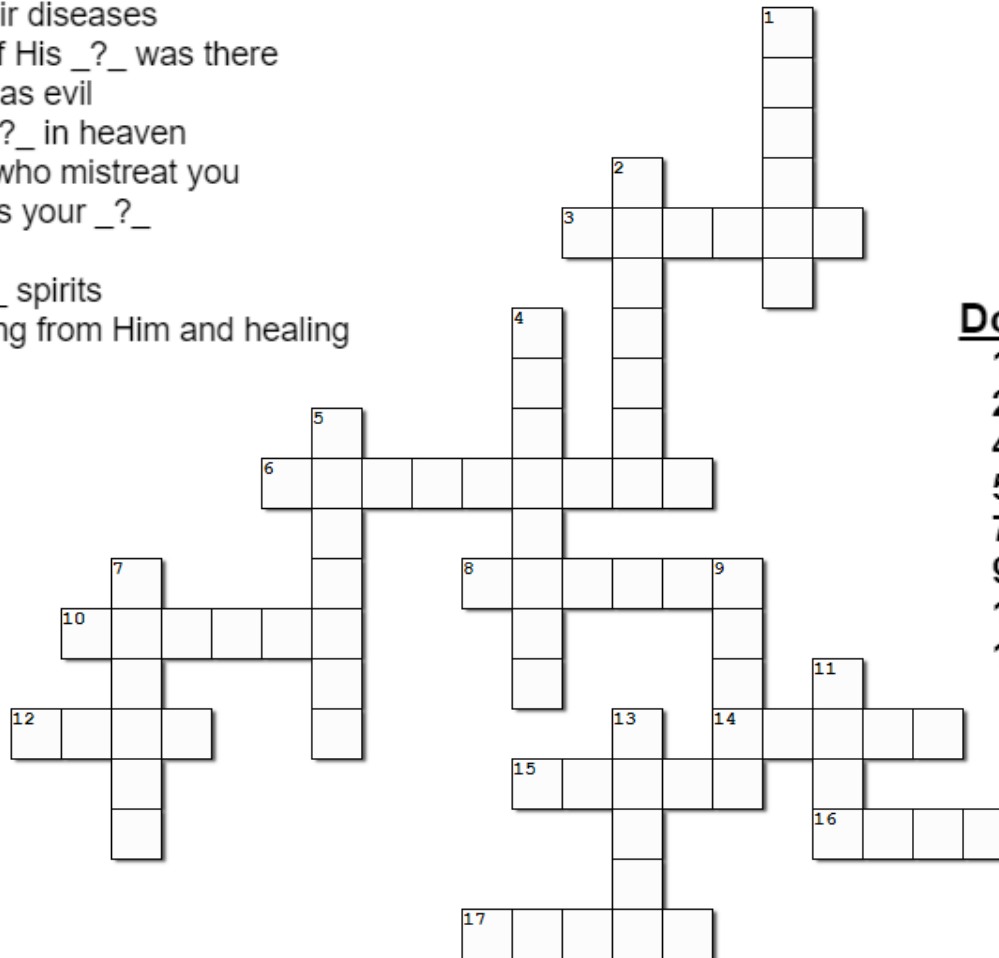 ir diseases
1
f His _?_ was there
as evil
?_ in heaven
who mistreat you
2
s your _?_
3
_ spirits
ng from Him and healing
4
Do
5
6
7
8
9
10
11
12
13
14
15
16
17